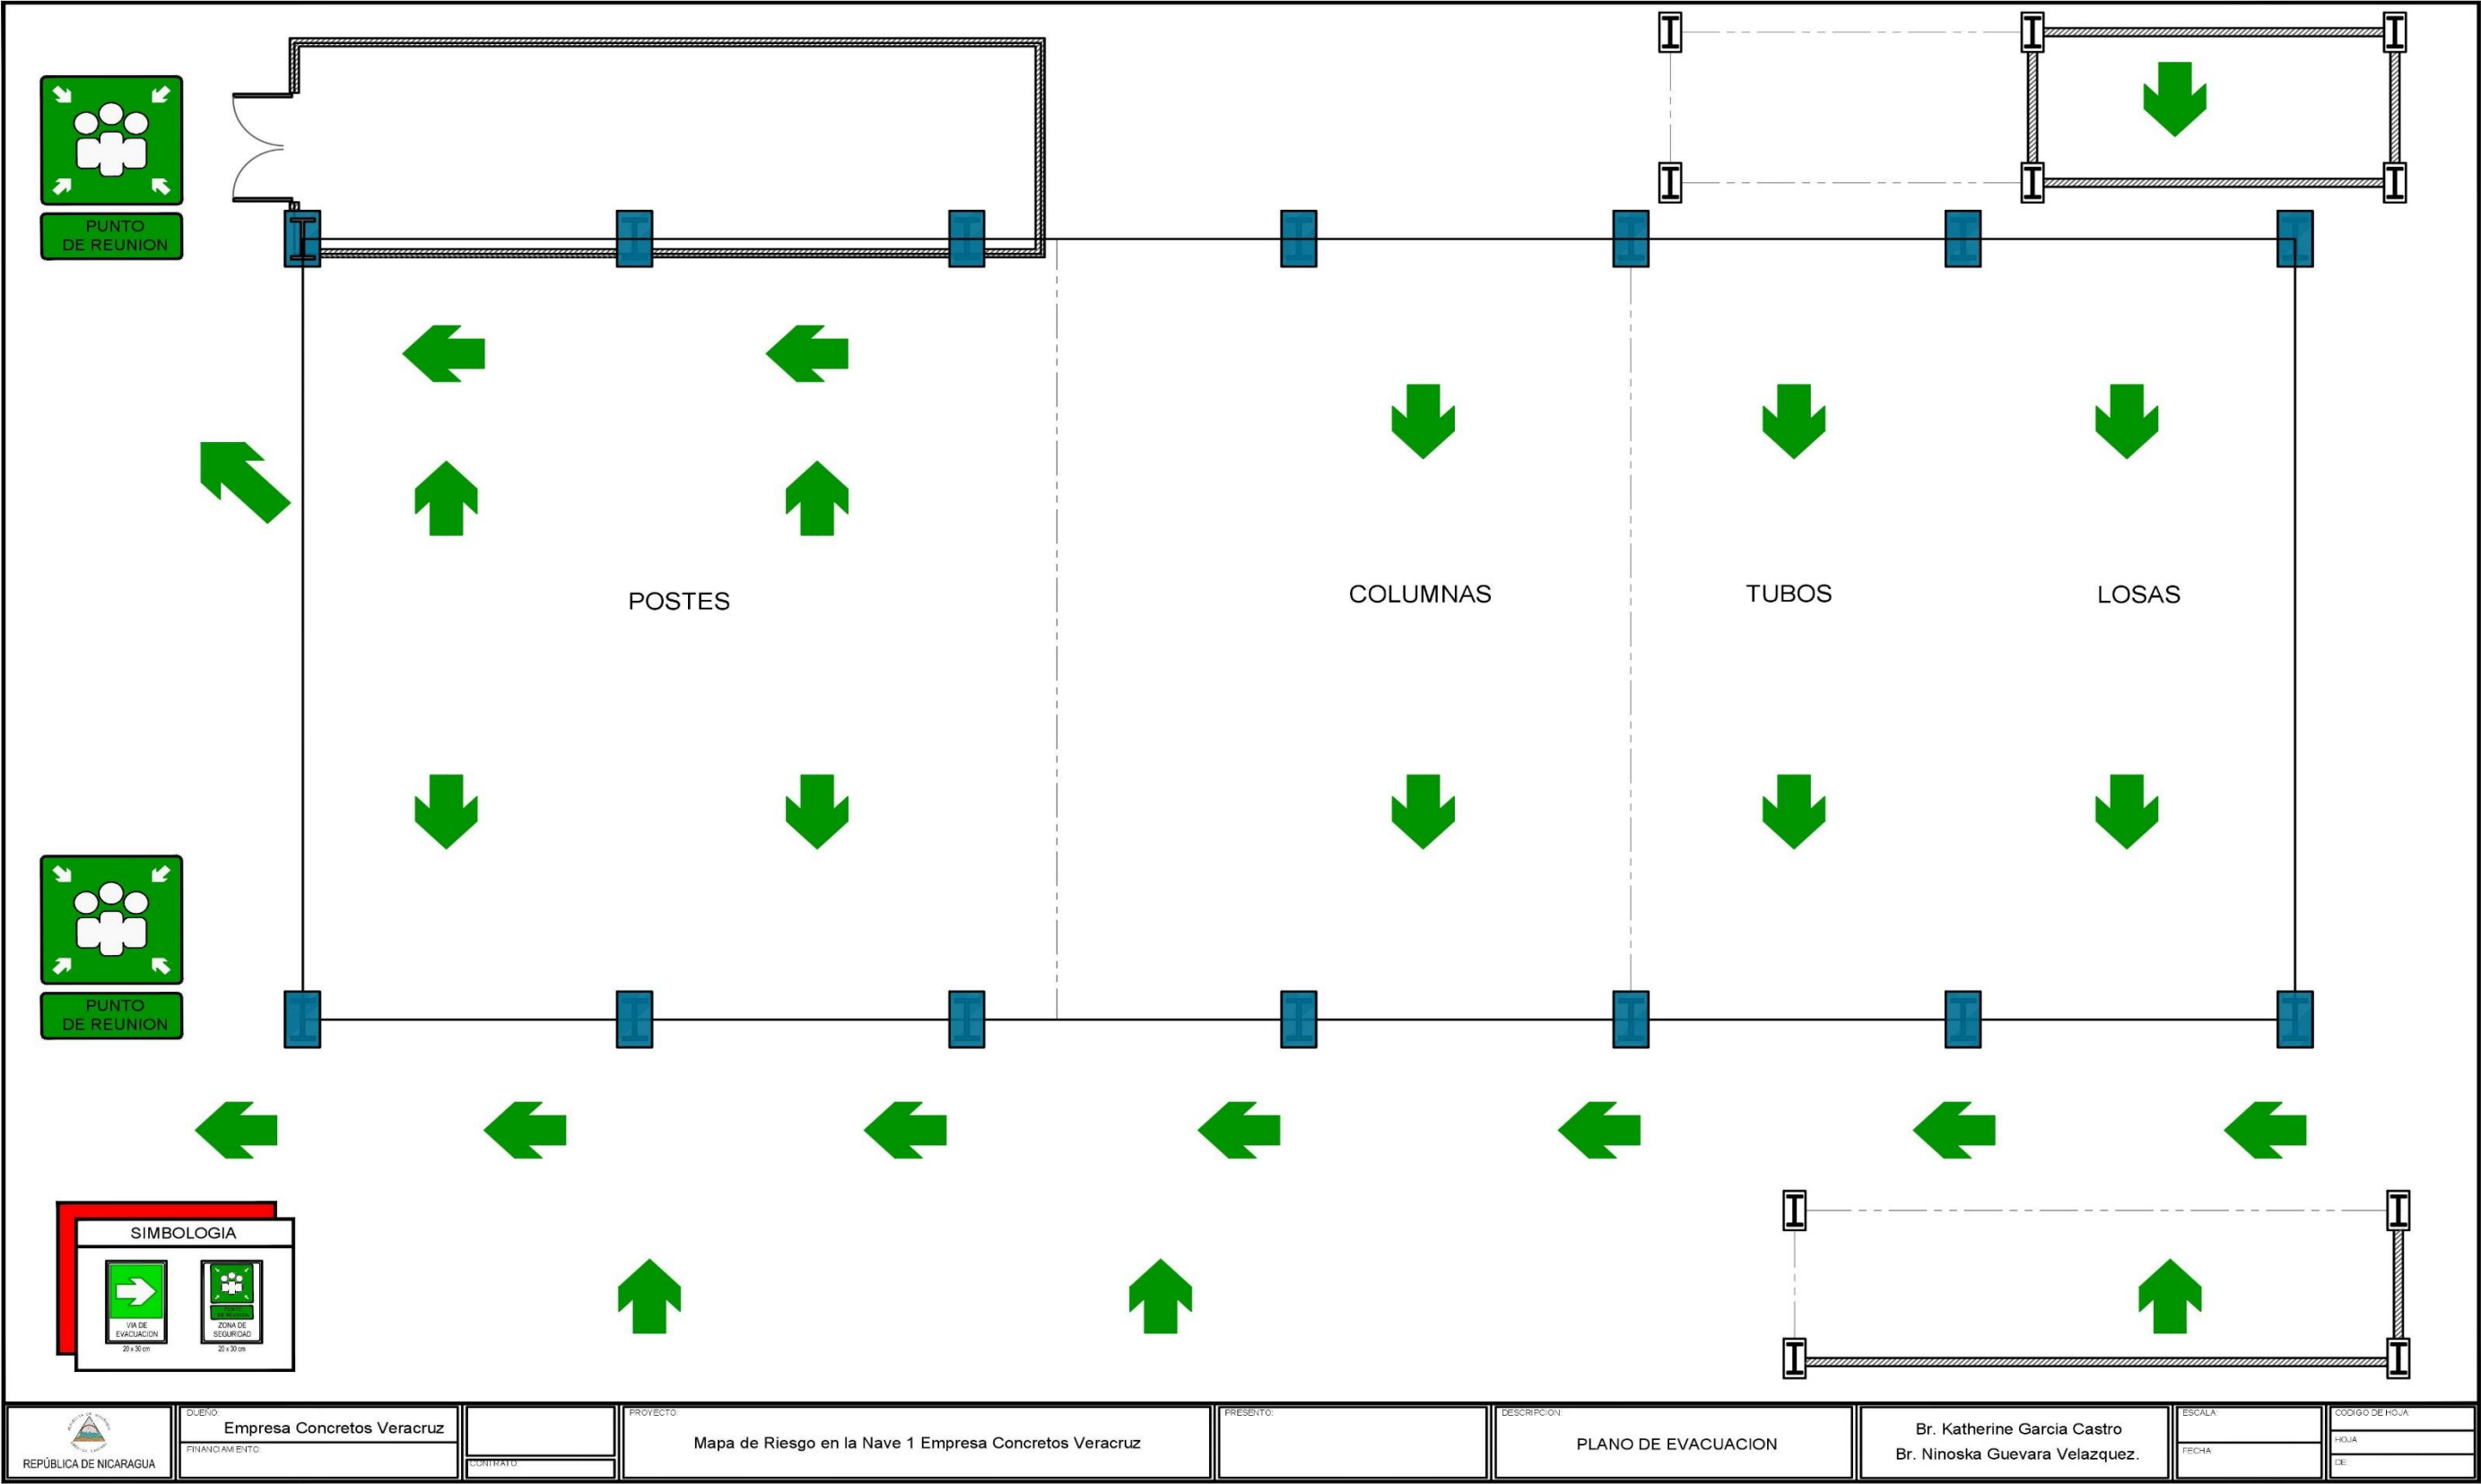 PUNTO
DE REUNION
POSTES
COLUMNAS
TUBOS
LOSAS
PUNTO
DE REUNION
SIMBOLOGIA
VIA DE
EVACUACION
20 x 30 cm
PUNTO
DE REUNION
ZONA DE
SEGURIDAD
20 x 30 cm
REPÚBLICA DE NICARAGUA
DUEÑO:
Empresa Concretos Veracruz
FINANCIAMIENTO:
CONTRATO:
PROYECTO:
Mapa de Riesgo en la Nave 1 Empresa Concretos Veracruz
PRESENTO:
DESCRIPCION:
PLANO DE EVACUACION
Br. Katherine Garcia Castro
Br. Ninoska Guevara Velazquez.
ESCALA:
FECHA
CODIGO DE HOJA:
HOJA
DE: